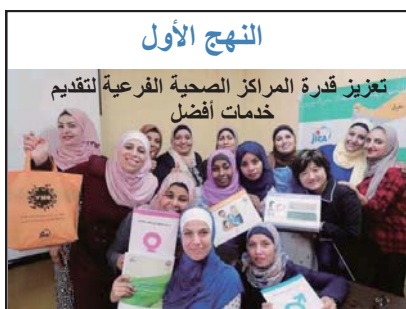 النهج الأول
تعزيز قدرة المراكز الصحية الفرعية لتقديم
خدمات أفضل
jica